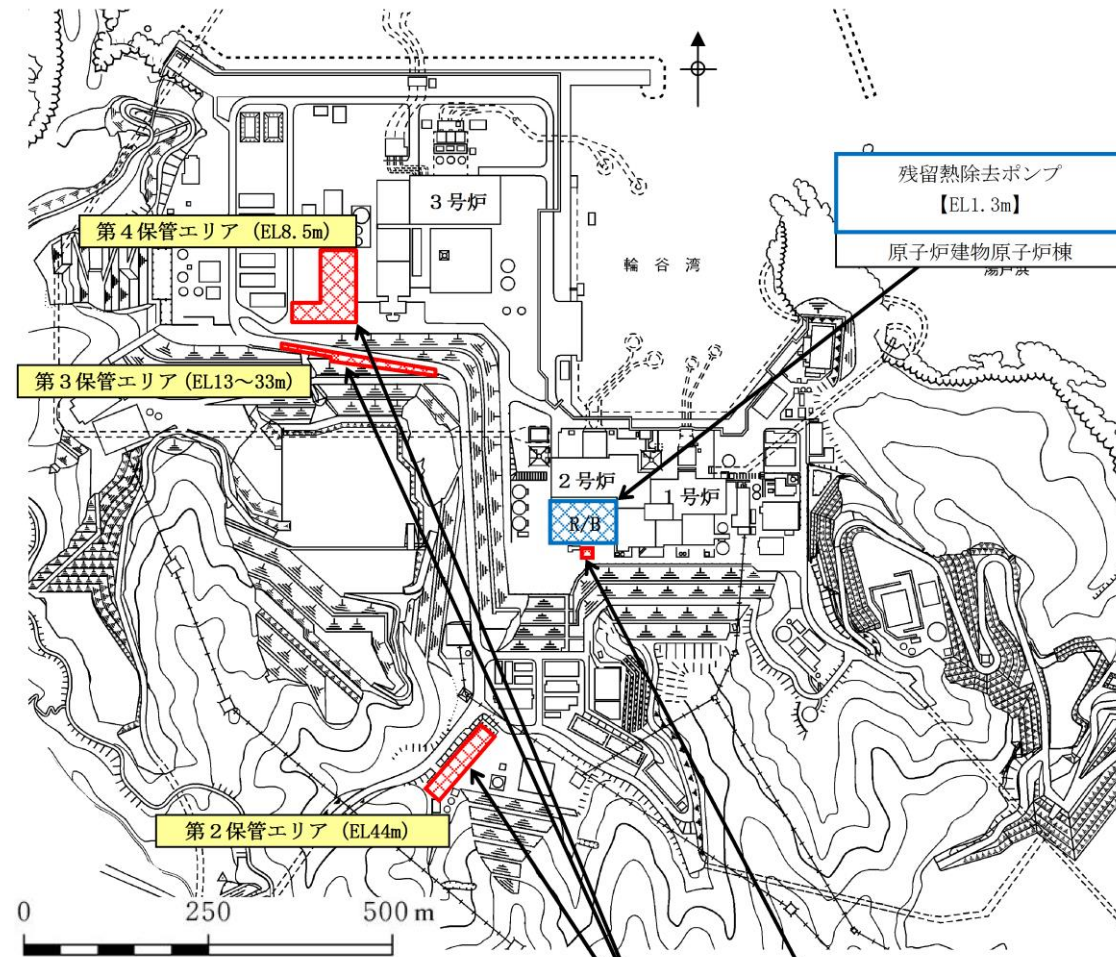 残留熱除去ポンプ
【EL1.3m】
原子炉建物原子炉棟
3号炉
第4保管エリア (EL8.5m)
輪谷湾
第3保管エリア (EL13~33m)
2号炉
1号炉
R/B
第2保管エリア (EL44m)
0 250 500 m